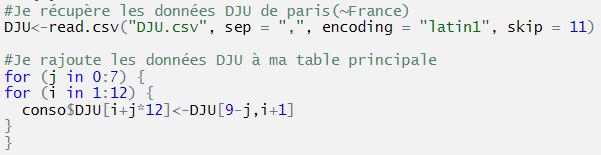 #Je récupère les données DJU de paris(~France)
DJU<-read.csv("DJU.csv", sep = ",", encoding = "latin1", skip = 11)
#Je rajoute les données DJU à ma table principale
for (j in 0:7) {
for (i in 1:12) {
conso$DJU[i+j*12]<-DJU[9-j,i+1]
}
}